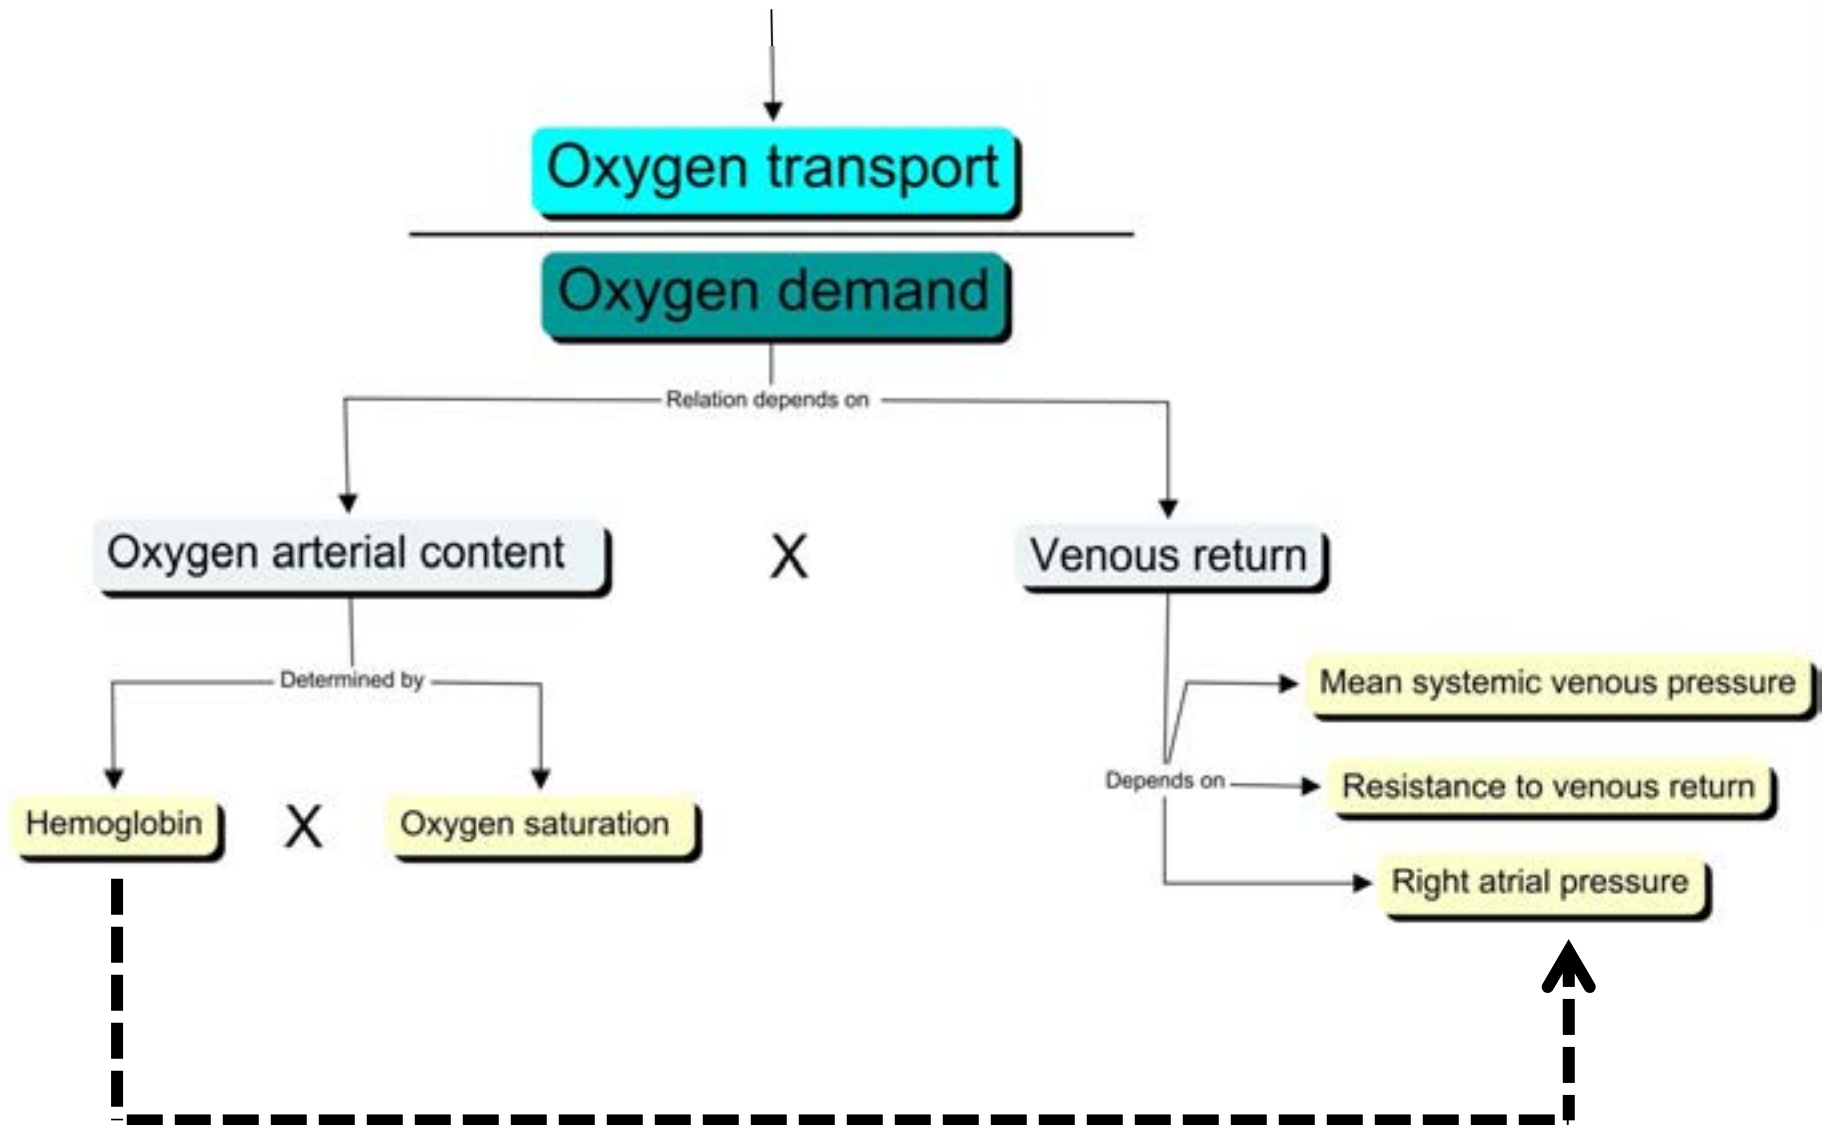 Oxygen transport
Oxygen demand
Relation depends on
Oxygen arterial content
X
Venous return
Determined by
Mean systemic venous pressure
Depends on
Resistance to venous return
Hemoglobin
X
Oxygen saturation
Right atrial pressure